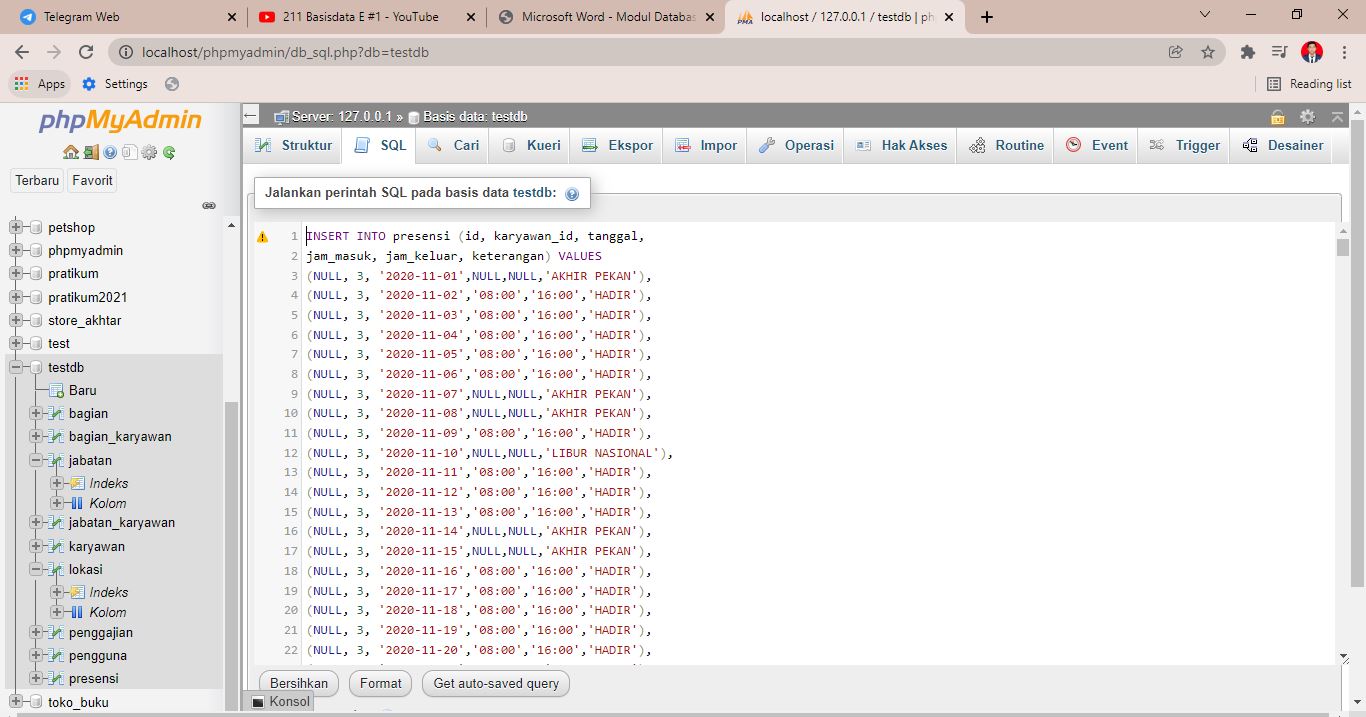 Telegram Web
211 Basisdata E #1 - YouTube
Microsoft Word - Modul Databas
localhost / 127.0.0.1 / testdb | ph
localhost/phpmyadmin/db_sql.php?db=testdb
Apps
Settings
Reading list
phpMyAdmin
Terbaru
Favorit
petshop
phpmyadmin
pratikum
pratikum2021
store_akhtar
test
testdb
Baru
bagian
bagian_karyawan
jabatan
Indeks
Kolom
jabatan_karyawan
karyawan
lokasi
Indeks
Kolom
penggajian
pengguna
presensi
toko_buku
Server: 127.0.0.1 » Basis data: testdb
Struktur
SQL
Cari
Kueri
Ekspor
Impor
Operasi
Hak Akses
Routine
Event
Trigger
Desainer
Jalankan perintah SQL pada basis data testdb:
1 INSERT INTO presensi (id, karyawan_id, tanggal,
2 jam_masuk, jam_keluar, keterangan) VALUES
3 (NULL, 3, '2020-11-01',NULL,NULL,'AKHIR PEKAN'),
4 (NULL, 3, '2020-11-02','08:00','16:00','HADIR'),
5 (NULL, 3, '2020-11-03','08:00','16:00','HADIR'),
6 (NULL, 3, '2020-11-04','08:00','16:00','HADIR'),
7 (NULL, 3, '2020-11-05','08:00','16:00','HADIR'),
8 (NULL, 3, '2020-11-06','08:00','16:00','HADIR'),
9 (NULL, 3, '2020-11-07',NULL,NULL,'AKHIR PEKAN'),
10 (NULL, 3, '2020-11-08',NULL,NULL,'AKHIR PEKAN'),
11 (NULL, 3, '2020-11-09','08:00','16:00','HADIR'),
12 (NULL, 3, '2020-11-10',NULL,NULL,'LIBUR NASIONAL'),
13 (NULL, 3, '2020-11-11','08:00','16:00','HADIR'),
14 (NULL, 3, '2020-11-12','08:00','16:00','HADIR'),
15 (NULL, 3, '2020-11-13','08:00','16:00','HADIR'),
16 (NULL, 3, '2020-11-14',NULL,NULL,'AKHIR PEKAN'),
17 (NULL, 3, '2020-11-15',NULL,NULL,'AKHIR PEKAN'),
18 (NULL, 3, '2020-11-16','08:00','16:00','HADIR'),
19 (NULL, 3, '2020-11-17','08:00','16:00','HADIR'),
20 (NULL, 3, '2020-11-18','08:00','16:00','HADIR'),
21 (NULL, 3, '2020-11-19','08:00','16:00','HADIR'),
22 (NULL, 3, '2020-11-20','08:00','16:00','HADIR'),
Bersihkan
Format
Get auto-saved query
Konsol